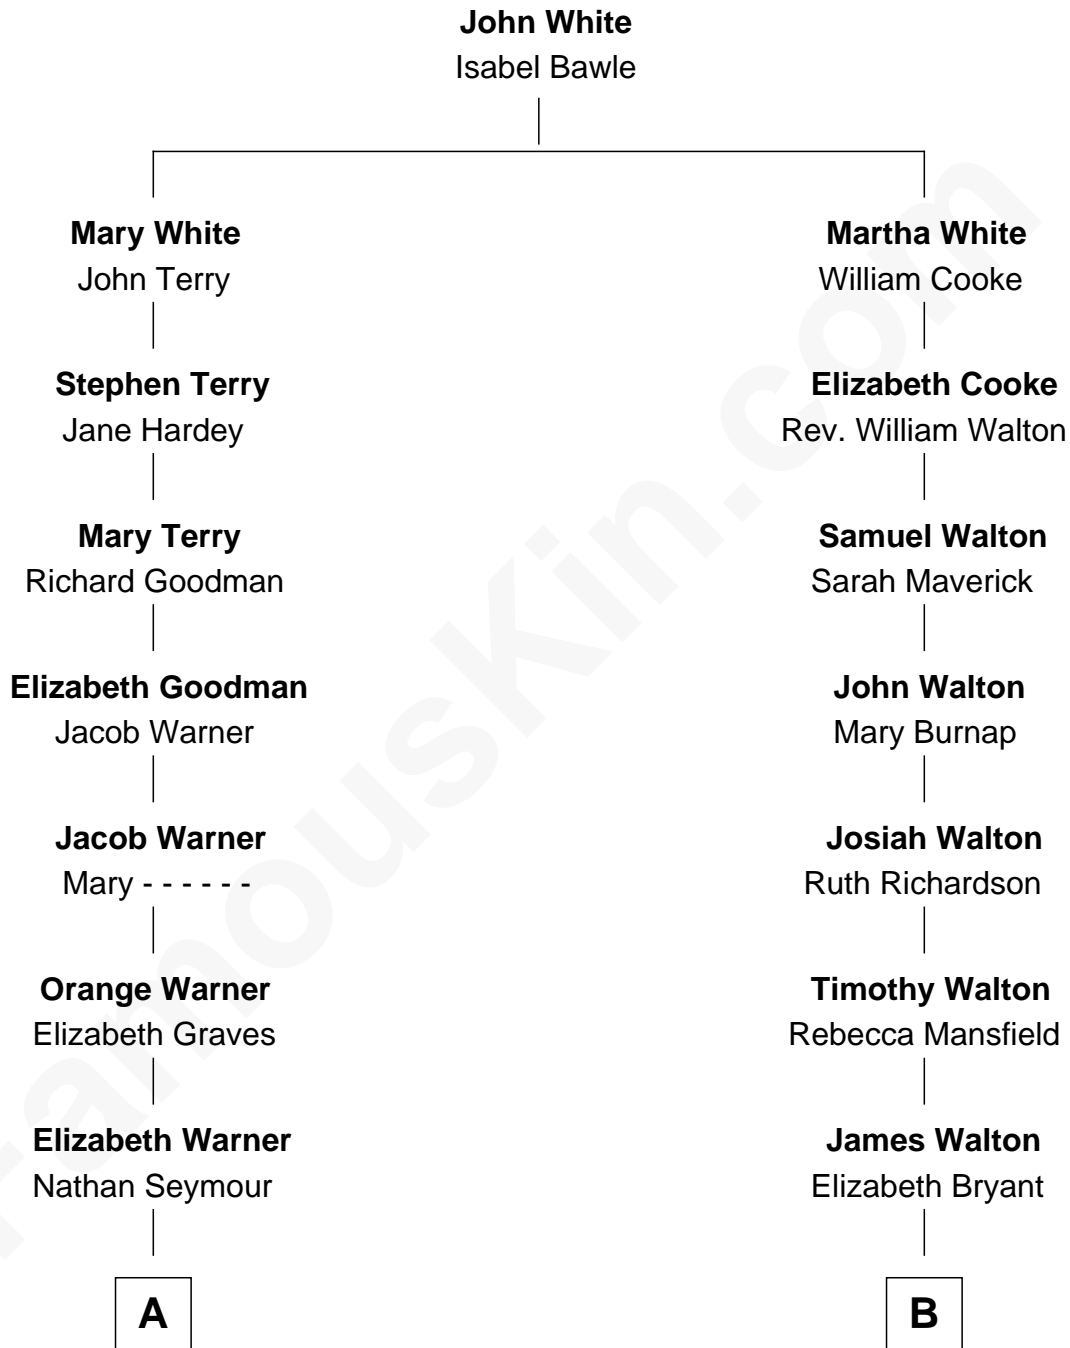 John White
Isabel Bawle
Mary White
John Terry
Martha White
William Cooke
Stephen Terry
Jane Hardey
Elizabeth Cooke
Rev. William Walton
Mary Terry
Richard Goodman
Samuel Walton
Sarah Maverick
Elizabeth Goodman
Jacob Warner
John Walton
Mary Burnap
Jacob Warner
Mary - - - - - -
Josiah Walton
Ruth Richardson
Orange Warner
Elizabeth Graves
Timothy Walton
Rebecca Mansfield
Elizabeth Warner
Nathan Seymour
James Walton
Elizabeth Bryant
A
B
FamousKin.com